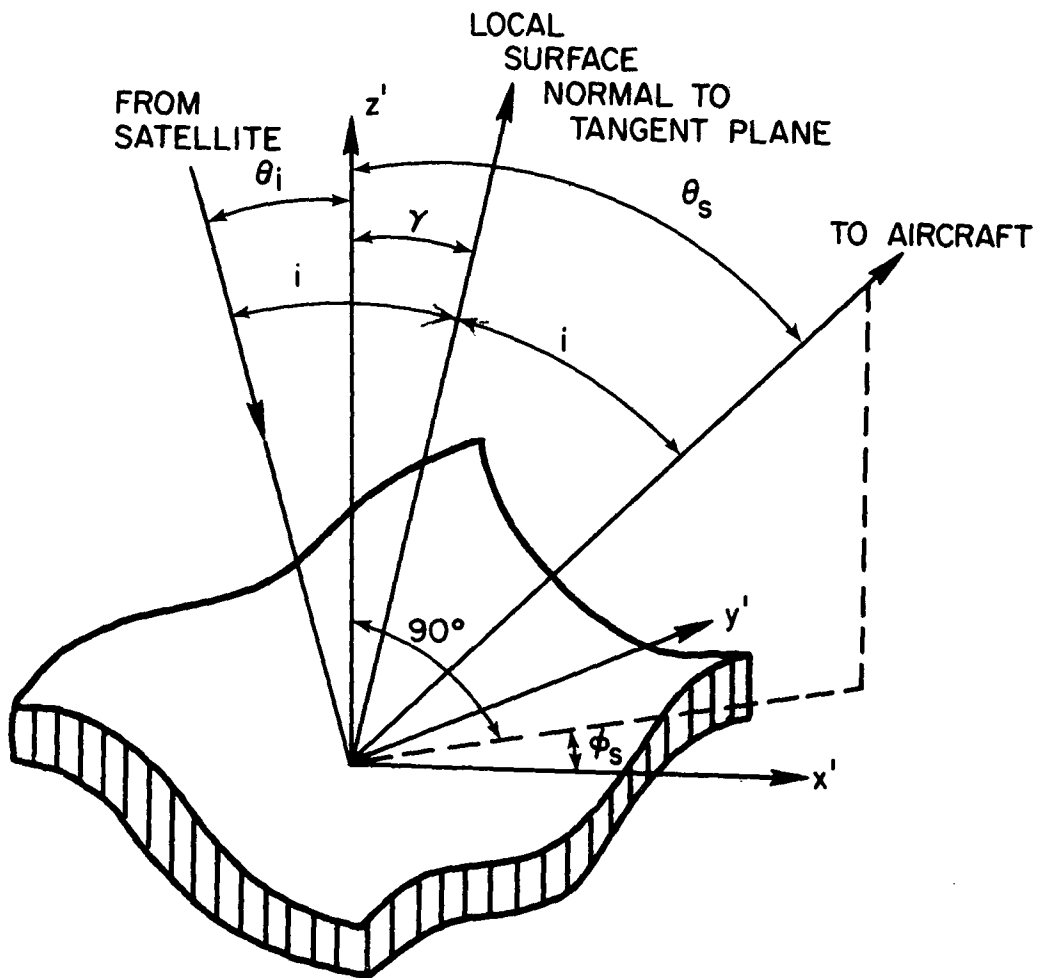 LOCAL
SURFACE
NORMAL TO
TANGENT PLANE
FROM
SATELLITE
z'
θi
γ
θs
TO AIRCRAFT
i
i
90°
y'
ϕs
x'